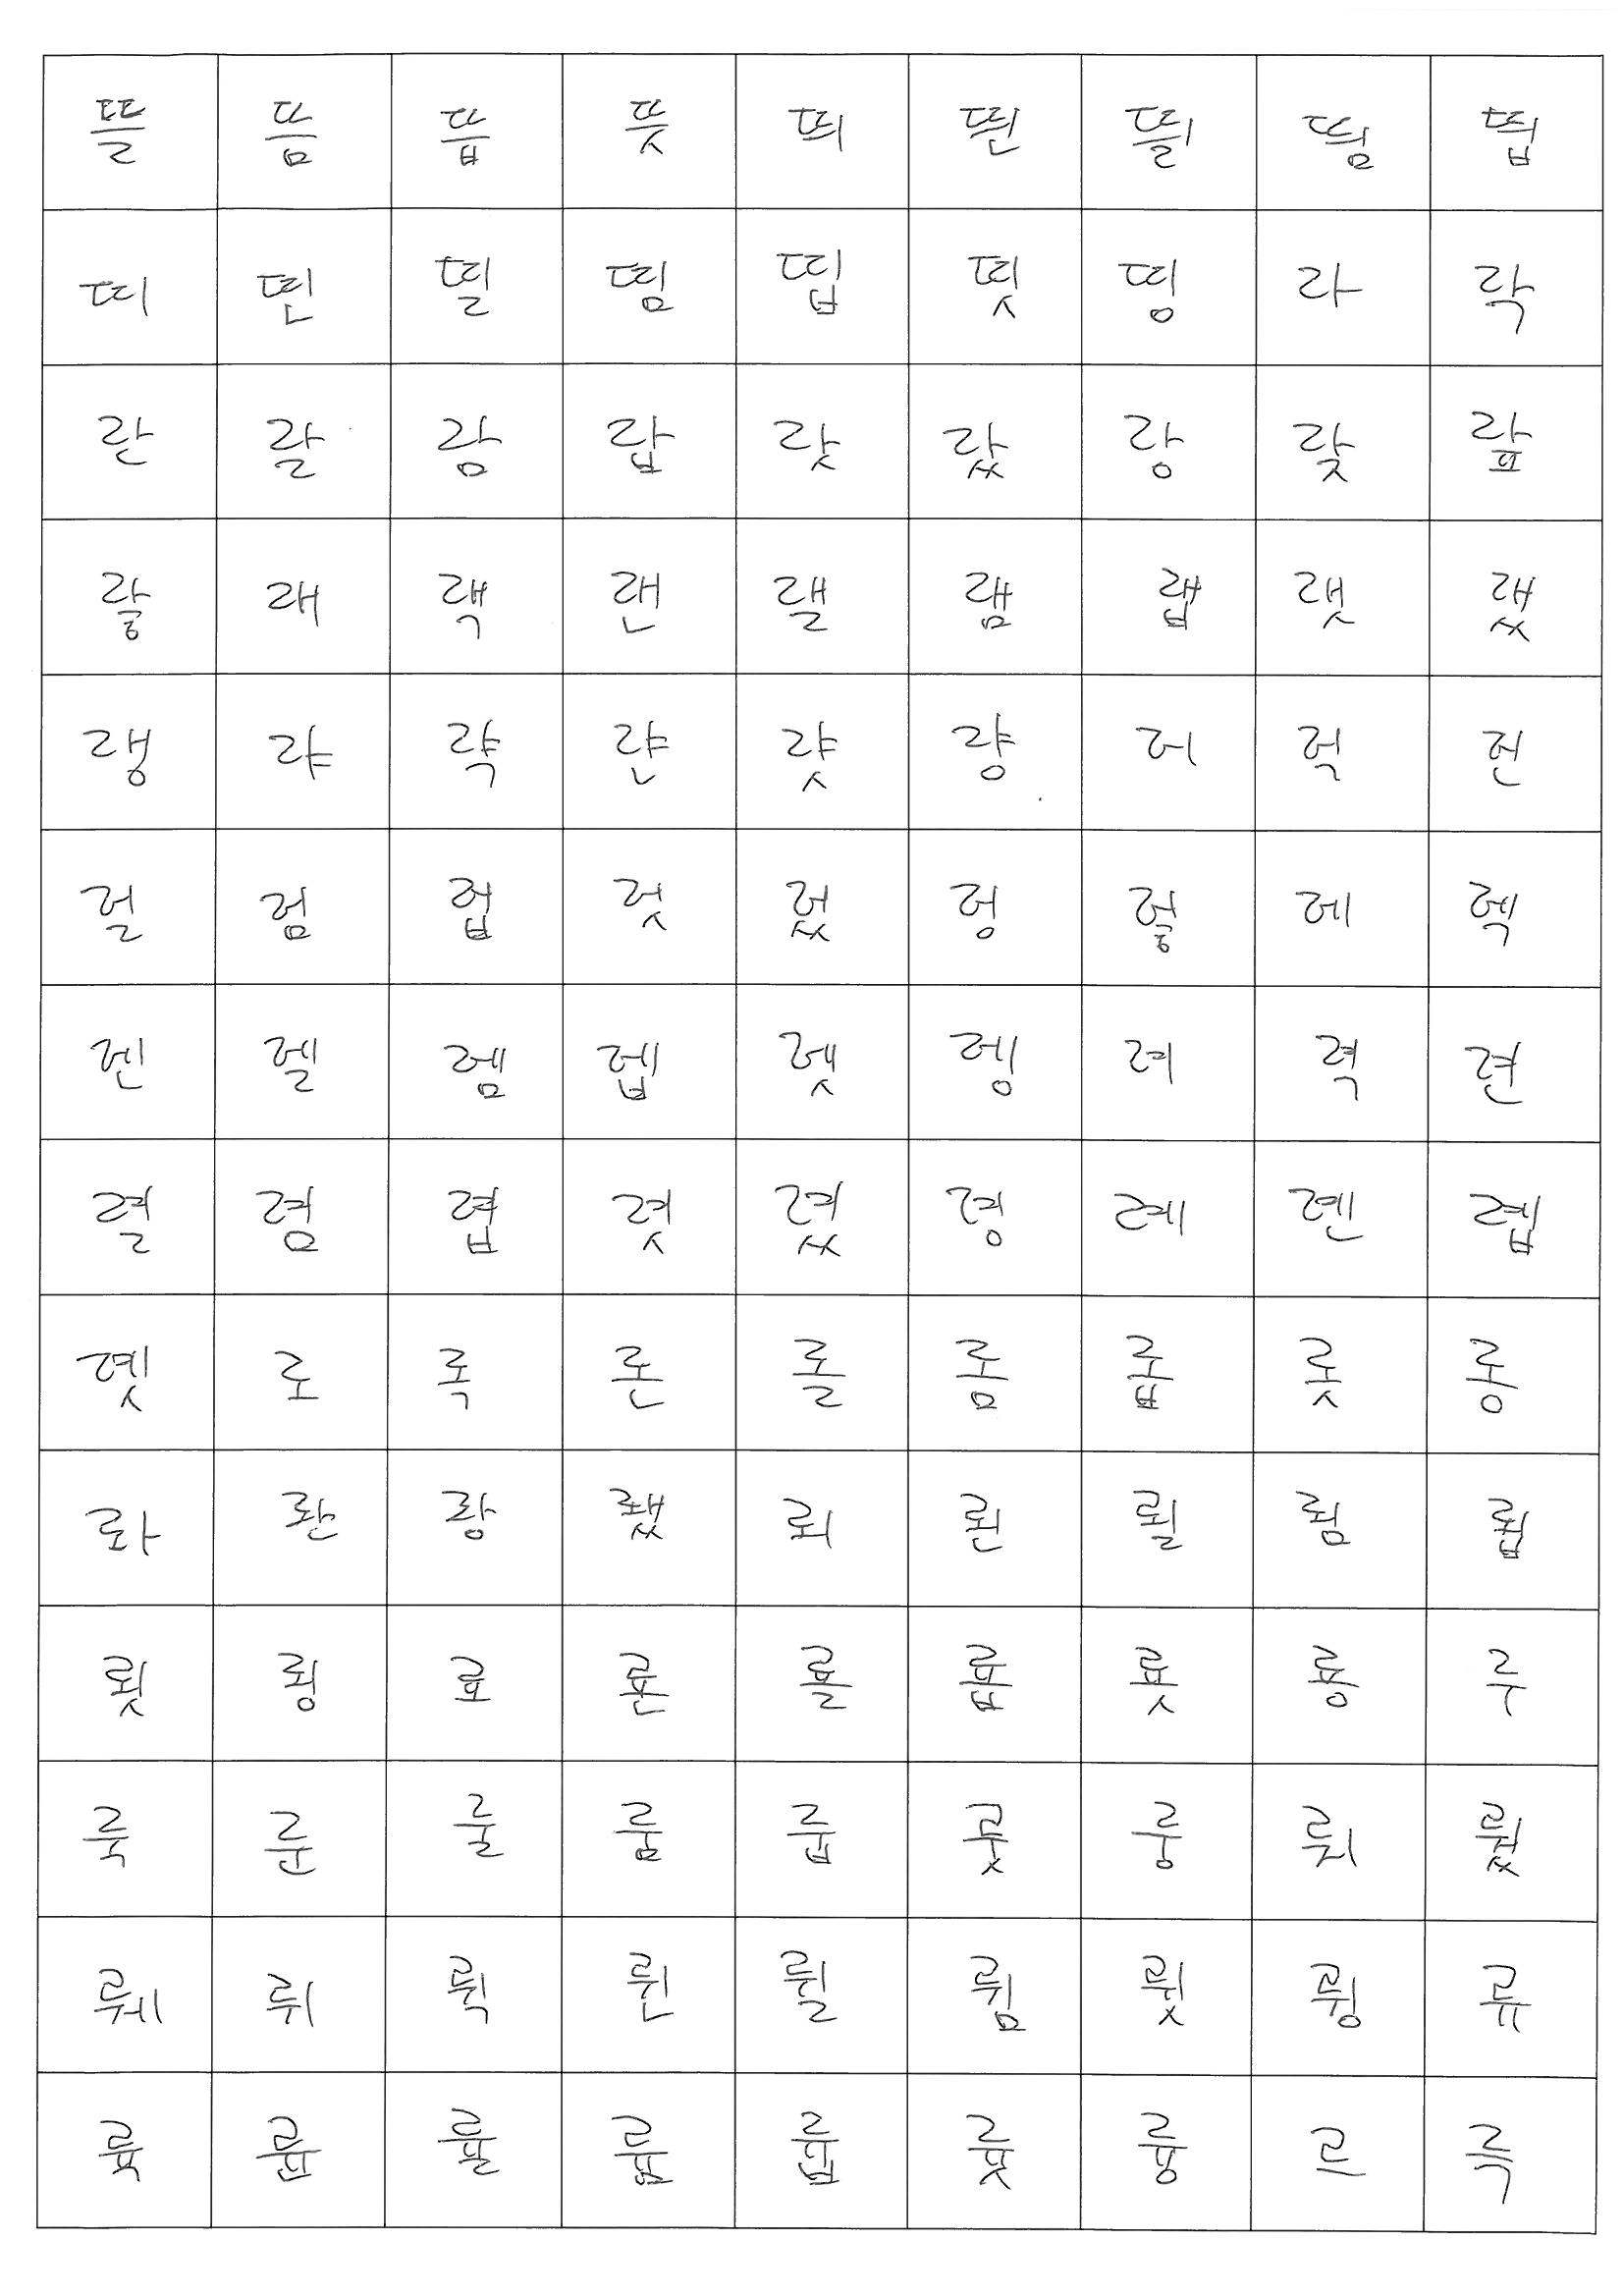 뜰 뜸 뜹 뜻 띄 띈 띌 띔 띕
띠 띤 띨 띰 띱 띳 띵 라 락
란 랄 람 랍 랏 랐 랑 랒 랖
랗 래 랙 랜 랠 램 랩 랫 랬
랭 랴 략 랸 럇 량 러 럭 런
럴 럼 럽 럿 렀 렁 렇 레 렉
렌 렐 렘 렙 렛 렝 려 력 련
렬 렴 렵 렷 렸 령 례 롄 롑
롓 로 록 론 롤 롬 롭 롯 롱
롸 롼 뢍 뢨 뢰 뢴 뢸 룀 룁
룃 룅 료 룐 룔 룝 룟 룡 루
룩 룬 룰 룸 룹 룻 룽 뤄 뤘
뤠 뤼 뤽 륀 륄 륌 륏 륑 류
륙 륜 률 륨 륩 륫 륭 르 륵